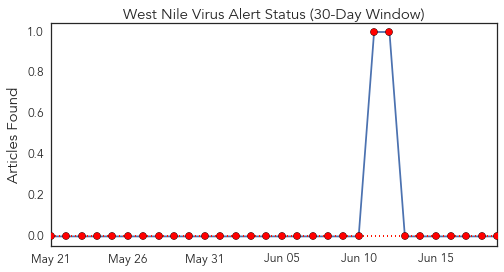 West Nile Virus Alert Status (30-Day Window)
Articles Found
1.0
0.8
0.6
0.4
0.2
0.0
May 21 May 26 May 31 Jun 05 Jun 10 Jun 15